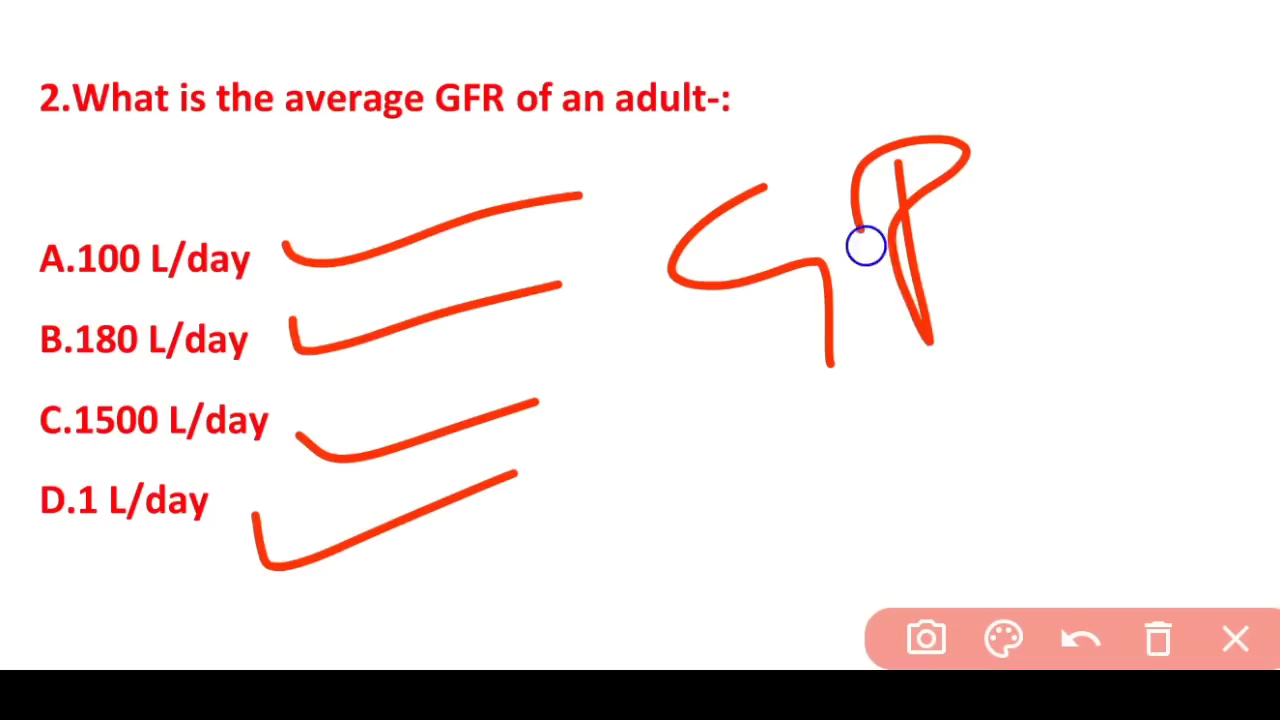 2.What is the average GFR of an adult-:
A.100 L/day
B.180 L/day
C.1500 L/day
D.1 L/day